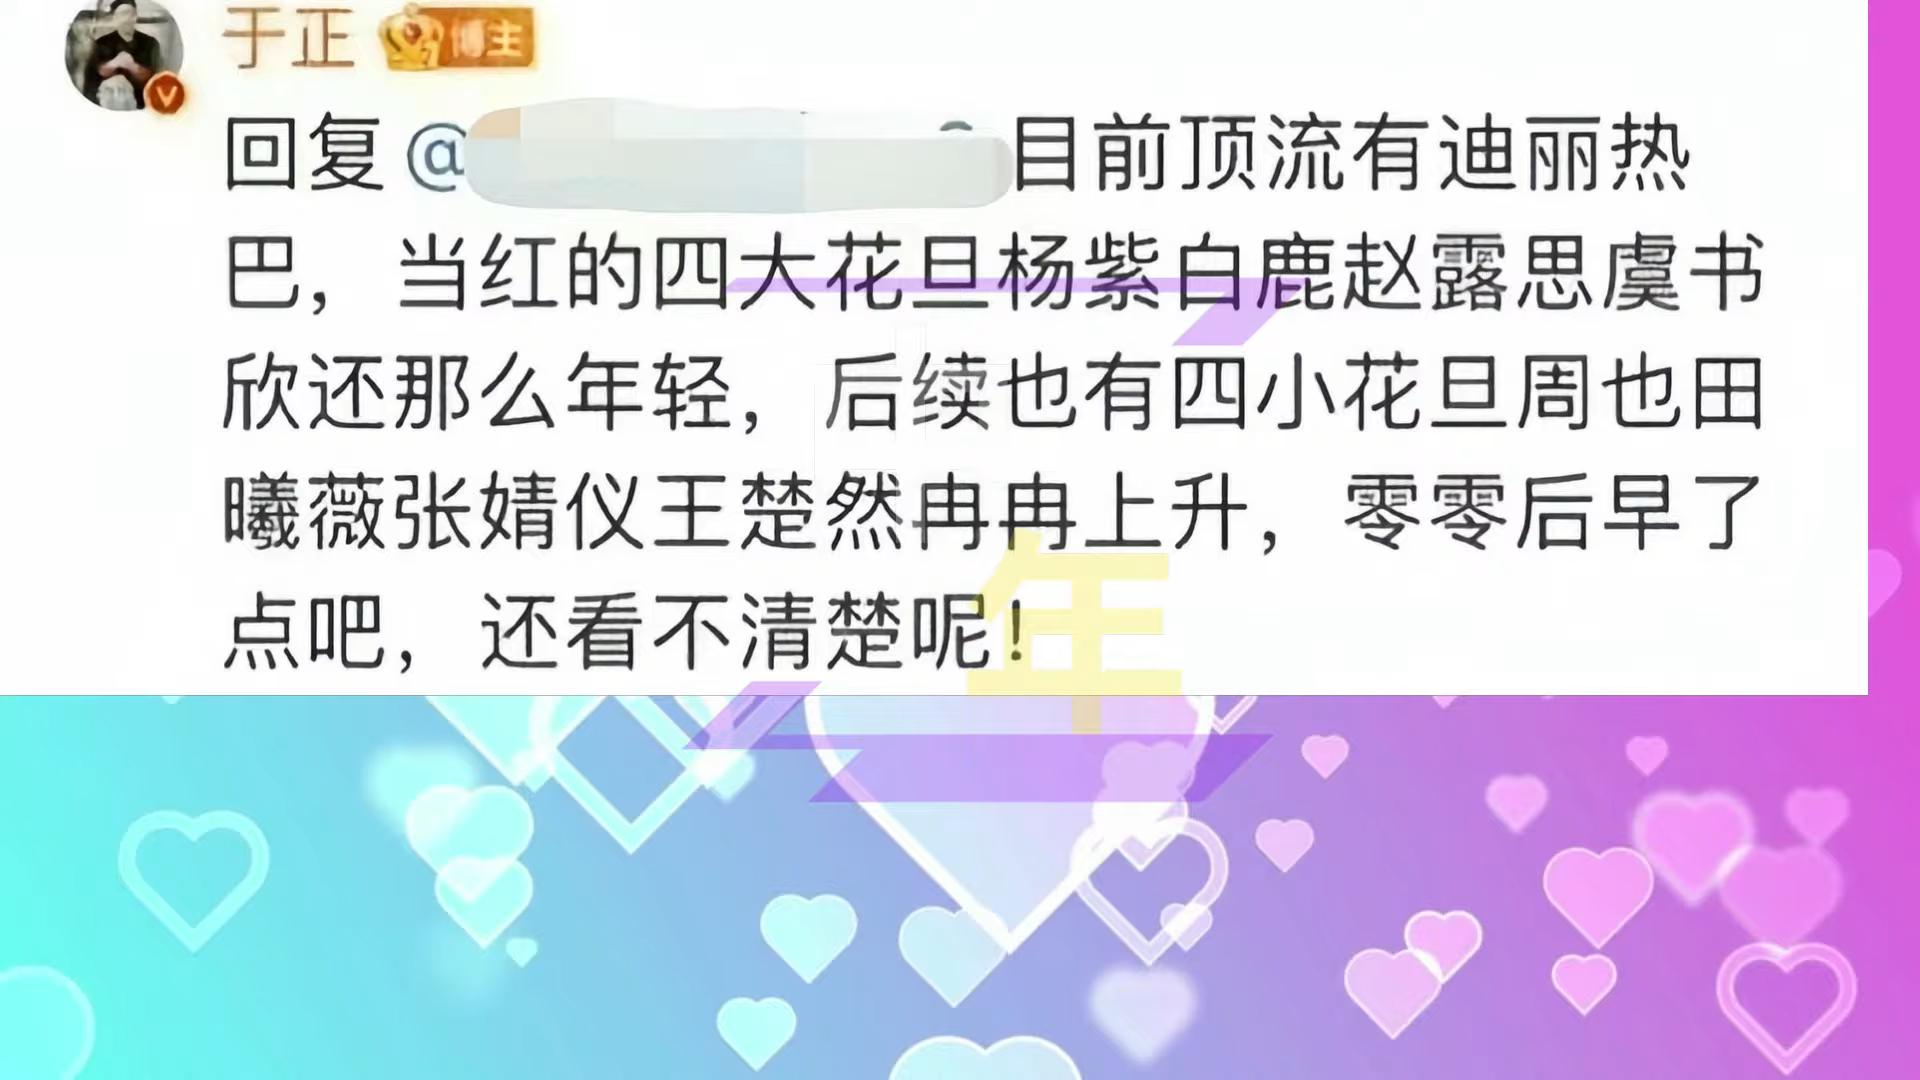 于正 博主
回复@ 目前顶流有迪丽热
巴，当红的四大花旦杨紫白鹿赵露思虞书
欣还那么年轻，后续也有四小花旦周也田
曦薇张婧仪王楚然冉冉上升，零零后早了
点吧，还看不清楚呢！
年